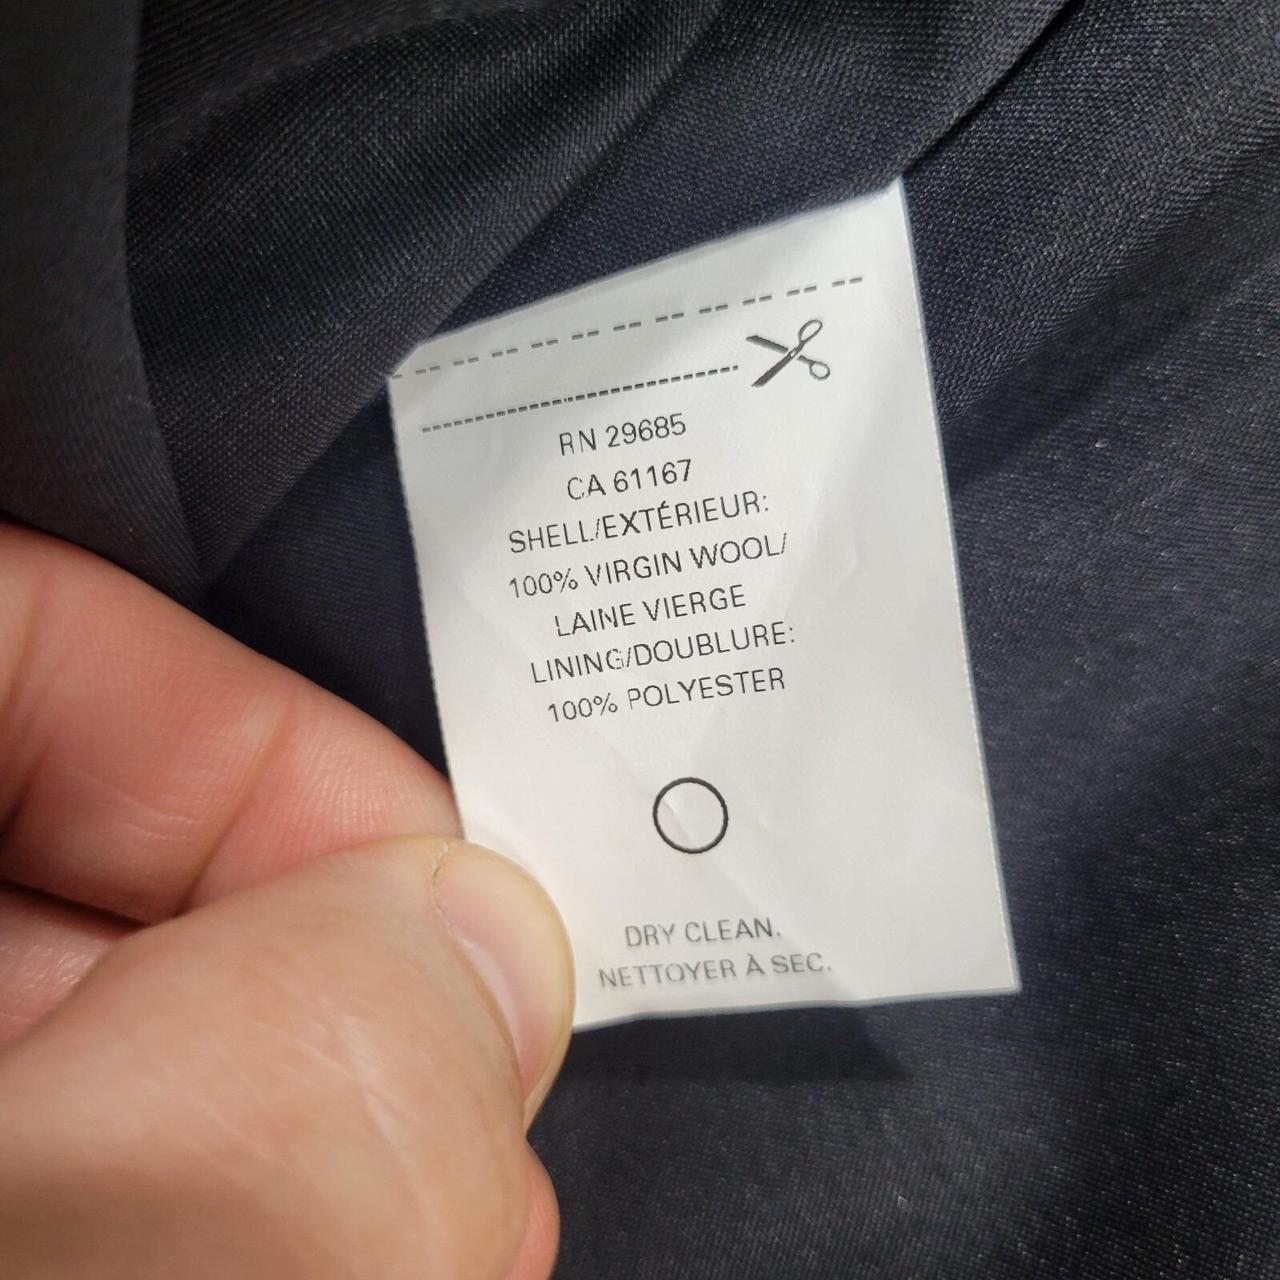 RN 29685
CA 61167
SHELL/EXTÉRIEUR:
100% VIRGIN WOOL/
LAINE VIERGE
LINING/DOUBLURE:
100% POLYESTER
DRY CLEAN.
NETTOYER À SEC.